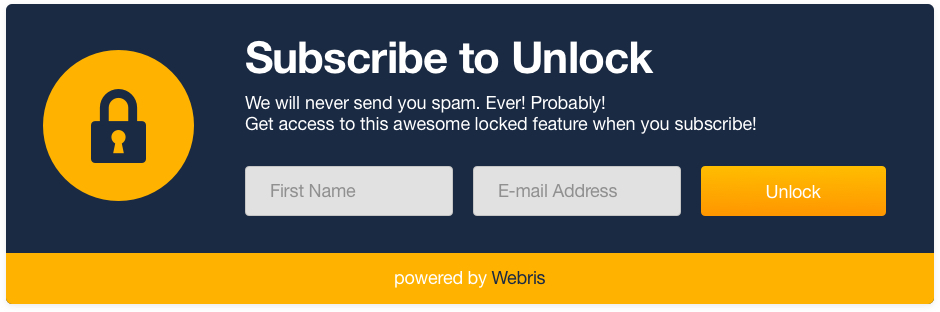 Subscribe to Unlock
We will never send you spam. Ever! Probably!
Get access to this awesome locked feature when you subscribe!
First Name
E-mail Address
Unlock
powered by Webris